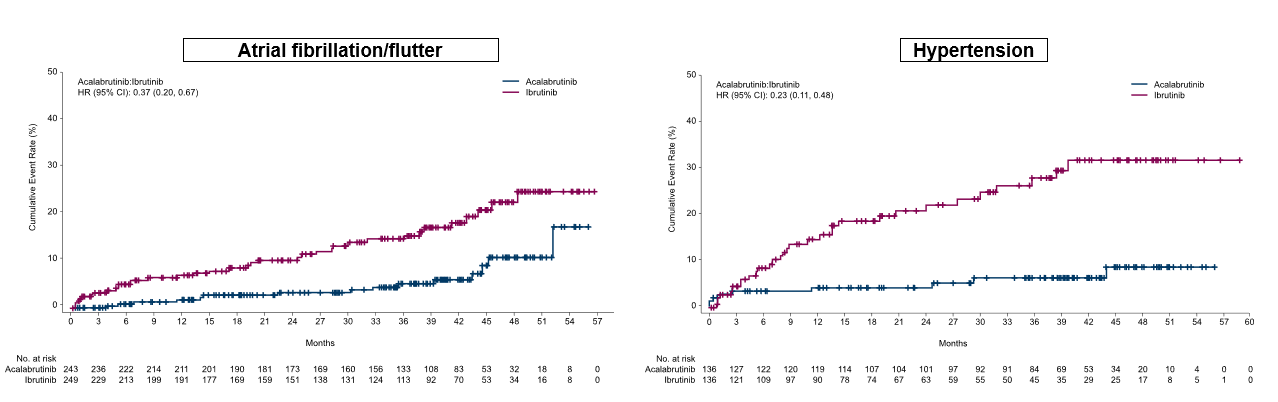 Atrial fibrillation/flutter
Acalabrutinib:Ibrutinib
HR (95% CI): 0.37 (0.20, 0.67)
Acalabrutinib
Ibrutinib
Cumulative Event Rate (%)
50
40
30
20
10
0
0 3 6 9 12 15 18 21 24 27 30 33 36 39 42 45 48 51 54 57
Months
No. at risk
Acalabrutinib 243 236 222 214 211 201 190 181 173 169 160 156 133 108 83 53 32 18 8 0
Ibrutinib 249 229 213 199 191 177 169 159 151 138 131 124 113 92 70 53 34 16 8 0
Hypertension
Acalabrutinib:Ibrutinib
HR (95% CI): 0.23 (0.11, 0.48)
Acalabrutinib
Ibrutinib
Cumulative Event Rate (%)
50
40
30
20
10
0
0 3 6 9 12 15 18 21 24 27 30 33 36 39 42 45 48 51 54 56 57 60
Months
No. at risk
Acalabrutinib 136 127 122 120 119 114 107 104 101 97 92 91 84 69 53 34 20 10 4 0 0
Ibrutinib 136 121 109 97 90 78 74 67 63 59 55 50 45 35 29 25 17 8 5 1 0